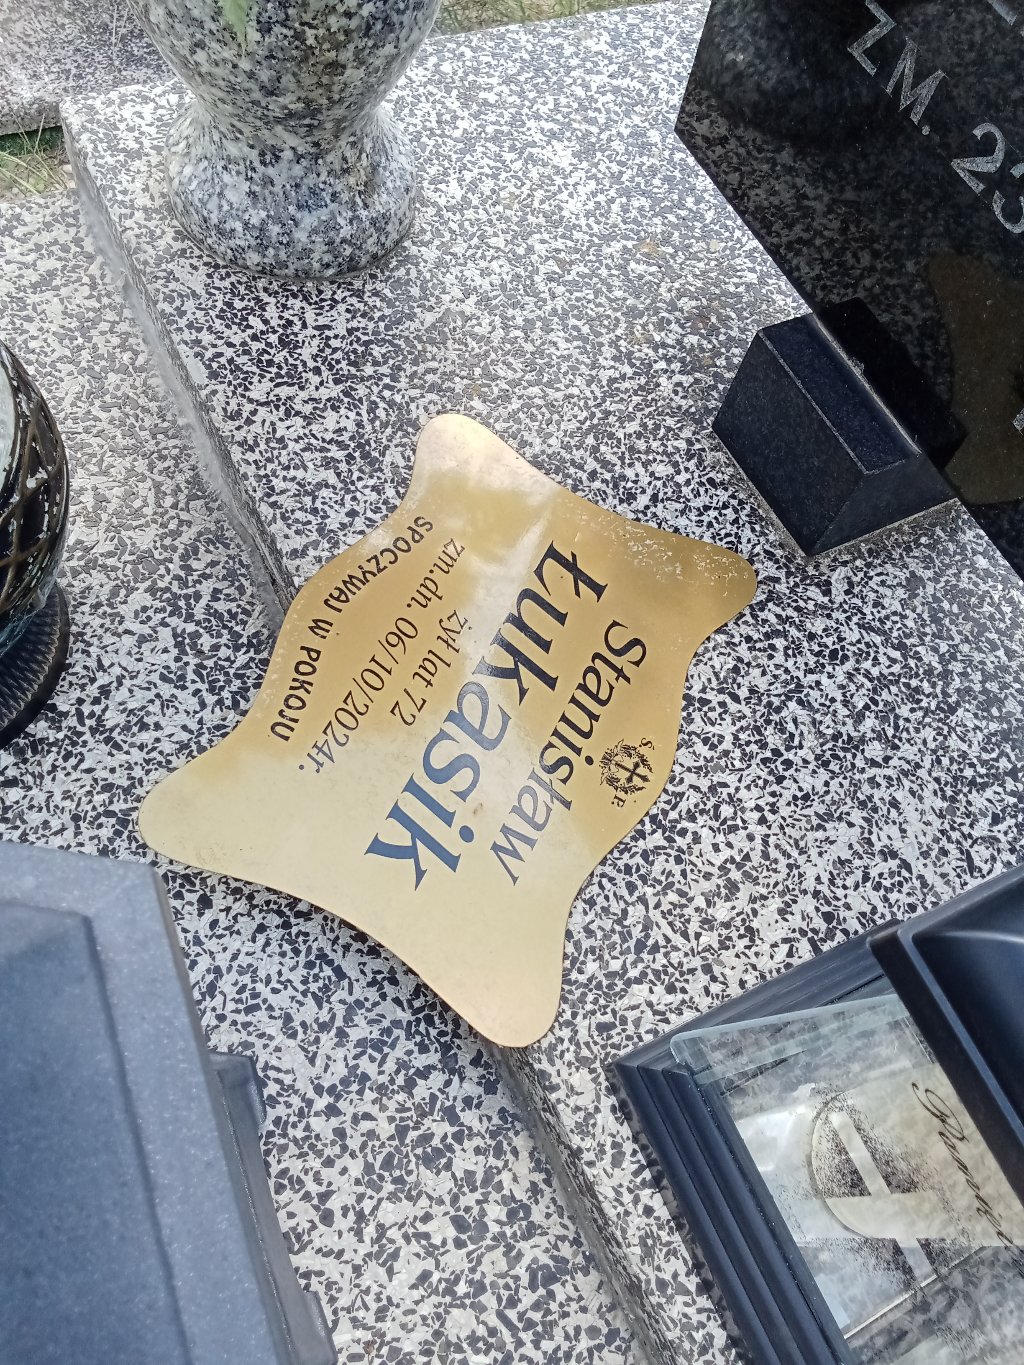 Ś. P.
Stanisław
Łukasik
żył lat 72
zm.dn. 06/10/2024r.
SPOCZYWAJ W POKOJU
ZM. 23